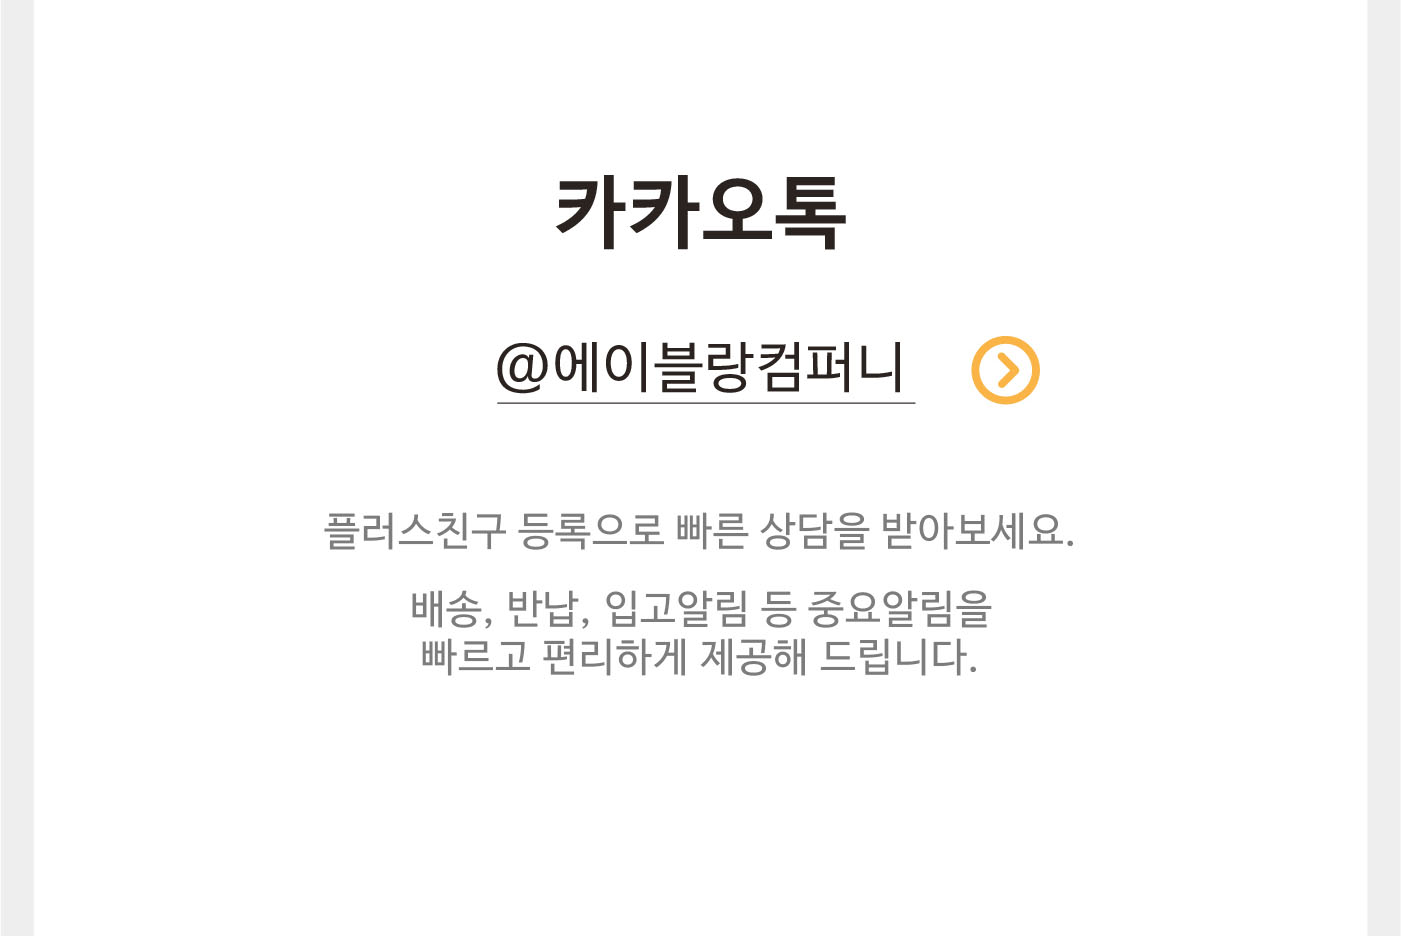 카카오톡
@에이블랑컴퍼니
플러스친구 등록으로 빠른 상담을 받아보세요.
배송, 반납, 입고알림 등 중요알림을
빠르고 편리하게 제공해 드립니다.